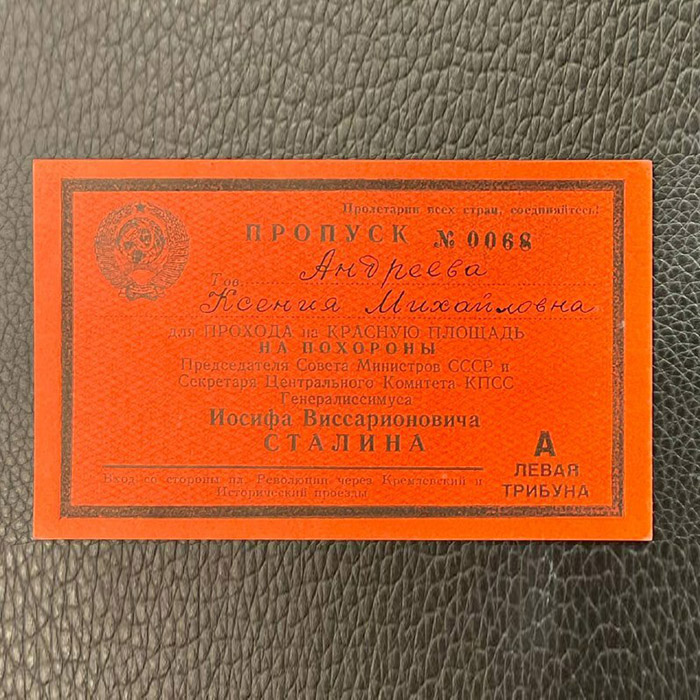 Пролетарии всех стран, соединяйтесь!
ПРОПУСК № 0068
Тов. Андреева
Ксения Михайловна
для ПРОХОДА на КРАСНУЮ ПЛОЩАДЬ
НА ПОХОРОНЫ
Председателя Совета Министров СССР и
Секретаря Центрального Комитета КПСС
Генералиссимуса
Иосифа Виссарионовича
СТАЛИНА
А
ЛЕВАЯ
ТРИБУНА
Вход со стороны пл. Революции через Кремлевский и
Исторический проезды